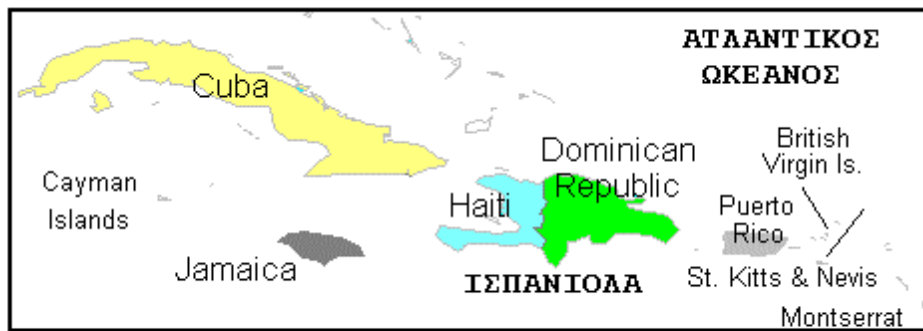 ΑΤΛΑΝΤΙΚΟΣ
ΩΚΕΑΝΟΣ
Cuba
British
Virgin Is.
Dominican
Republic
Cayman
Islands
Haiti
Puerto
Rico
Jamaica
ΙΣΠΑΝΙΟΛΑ
St. Kitts & Nevis
Montserrat